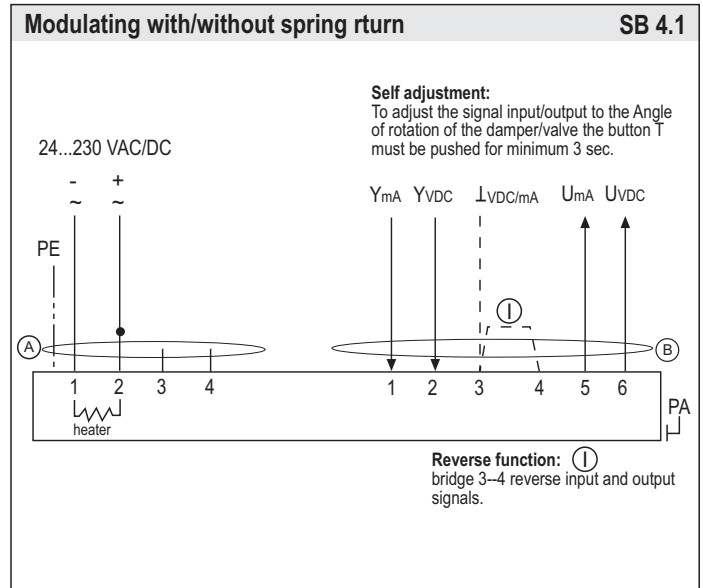 Modulating with/without spring rturn SB 4.1
Self adjustment:
To adjust the signal input/output to the Angle
of rotation of the damper/valve the button T
must be pushed for minimum 3 sec.
24...230 VAC/DC
- +
~ ~
YmA YVDC ⊥VDC/mA UmA UVDC
PE
I
A
B
1 2 3 4 1 2 3 4 5 6
heater
PA
Reverse function: I
bridge 3--4 reverse input and output
signals.